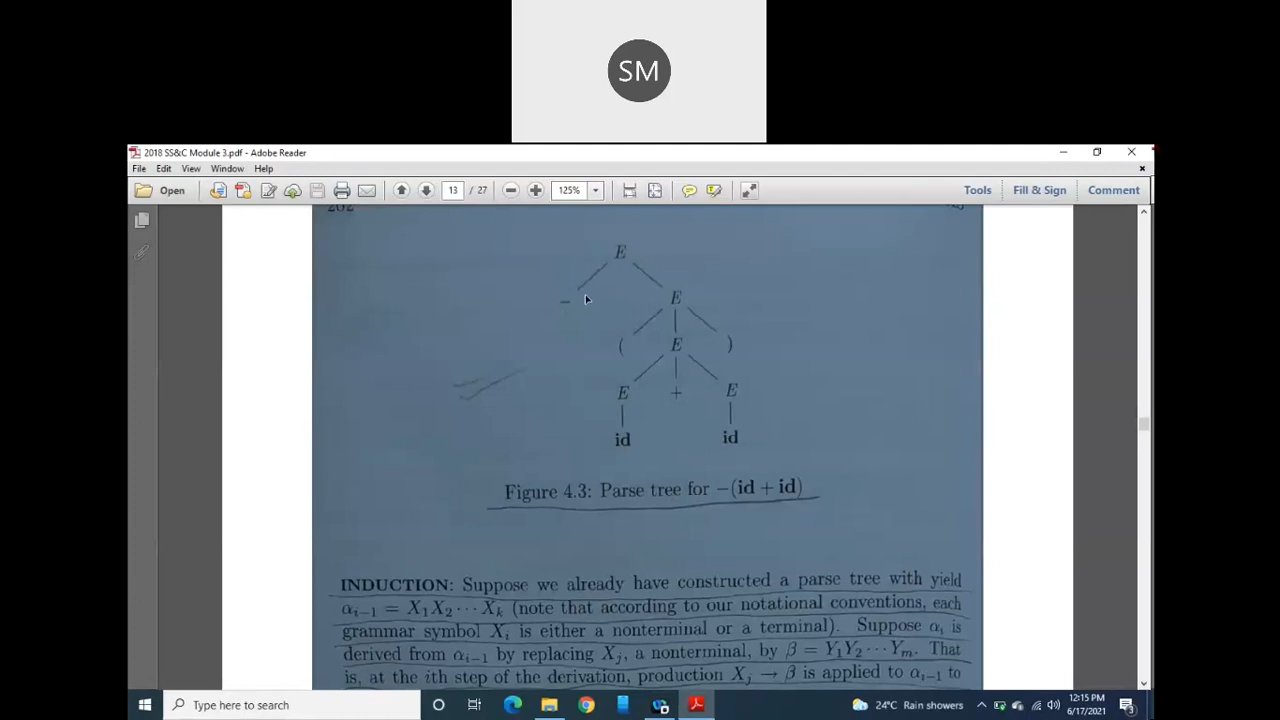 SM
2018 SS&C Module 3.pdf - Adobe Reader
File Edit View Window Help
Open 13 / 27 125% Tools Fill & Sign Comment
202
E
– E
( E )
E + E
id id
Figure 4.3: Parse tree for −(id + id)
INDUCTION: Suppose we already have constructed a parse tree with yield
αi−1 = X1X2 ··· Xk (note that according to our notational conventions, each
grammar symbol Xi is either a nonterminal or a terminal). Suppose αi is
derived from αi−1 by replacing Xj, a nonterminal, by β = Y1Y2 ··· Ym. That
is, at the ith step of the derivation, production Xj → β is applied to αi−1 to
Type here to search
24°C Rain showers
12:15 PM
6/17/2021
3